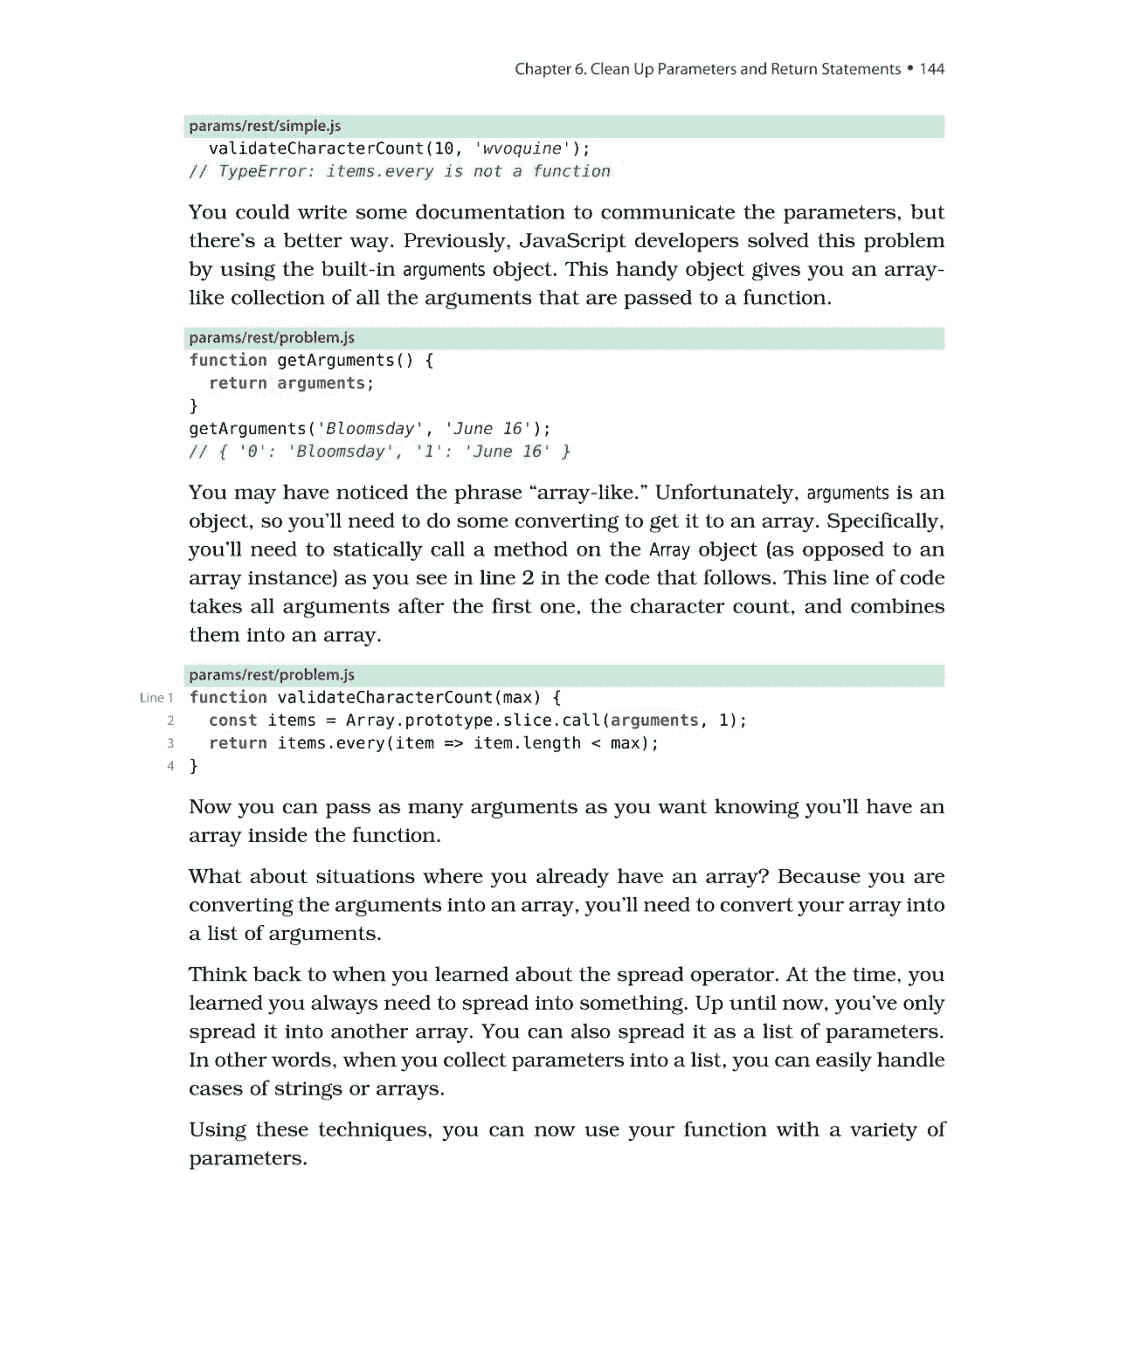 Chapter 6. Clean Up Parameters and Return Statements • 144
params/rest/simple.js
validateCharacterCount(10, 'wvoquine');
// TypeError: items.every is not a function
You could write some documentation to communicate the parameters, but
there's a better way. Previously, JavaScript developers solved this problem
by using the built-in arguments object. This handy object gives you an array-
like collection of all the arguments that are passed to a function.
params/rest/problem.js
function getArguments() {
return arguments;
}
getArguments('Bloomsday', 'June 16');
// { '0': 'Bloomsday', '1': 'June 16' }
You may have noticed the phrase “array-like.” Unfortunately, arguments is an
object, so you'll need to do some converting to get it to an array. Specifically,
you'll need to statically call a method on the Array object (as opposed to an
array instance) as you see in line 2 in the code that follows. This line of code
takes all arguments after the first one, the character count, and combines
them into an array.
params/rest/problem.js
Line 1 function validateCharacterCount(max) {
2 const items = Array.prototype.slice.call(arguments, 1);
3 return items.every(item => item.length < max);
4 }
Now you can pass as many arguments as you want knowing you'll have an
array inside the function.
What about situations where you already have an array? Because you are
converting the arguments into an array, you'll need to convert your array into
a list of arguments.
Think back to when you learned about the spread operator. At the time, you
learned you always need to spread into something. Up until now, you've only
spread it into another array. You can also spread it as a list of parameters.
In other words, when you collect parameters into a list, you can easily handle
cases of strings or arrays.
Using these techniques, you can now use your function with a variety of
parameters.